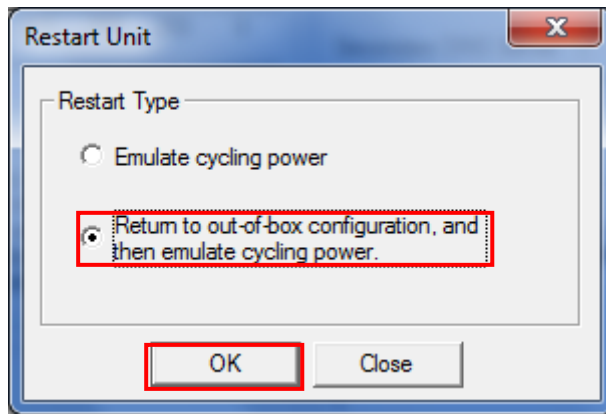 Restart Unit
Restart Type
Emulate cycling power
Return to out-of-box configuration, and
then emulate cycling power.
OK
Close